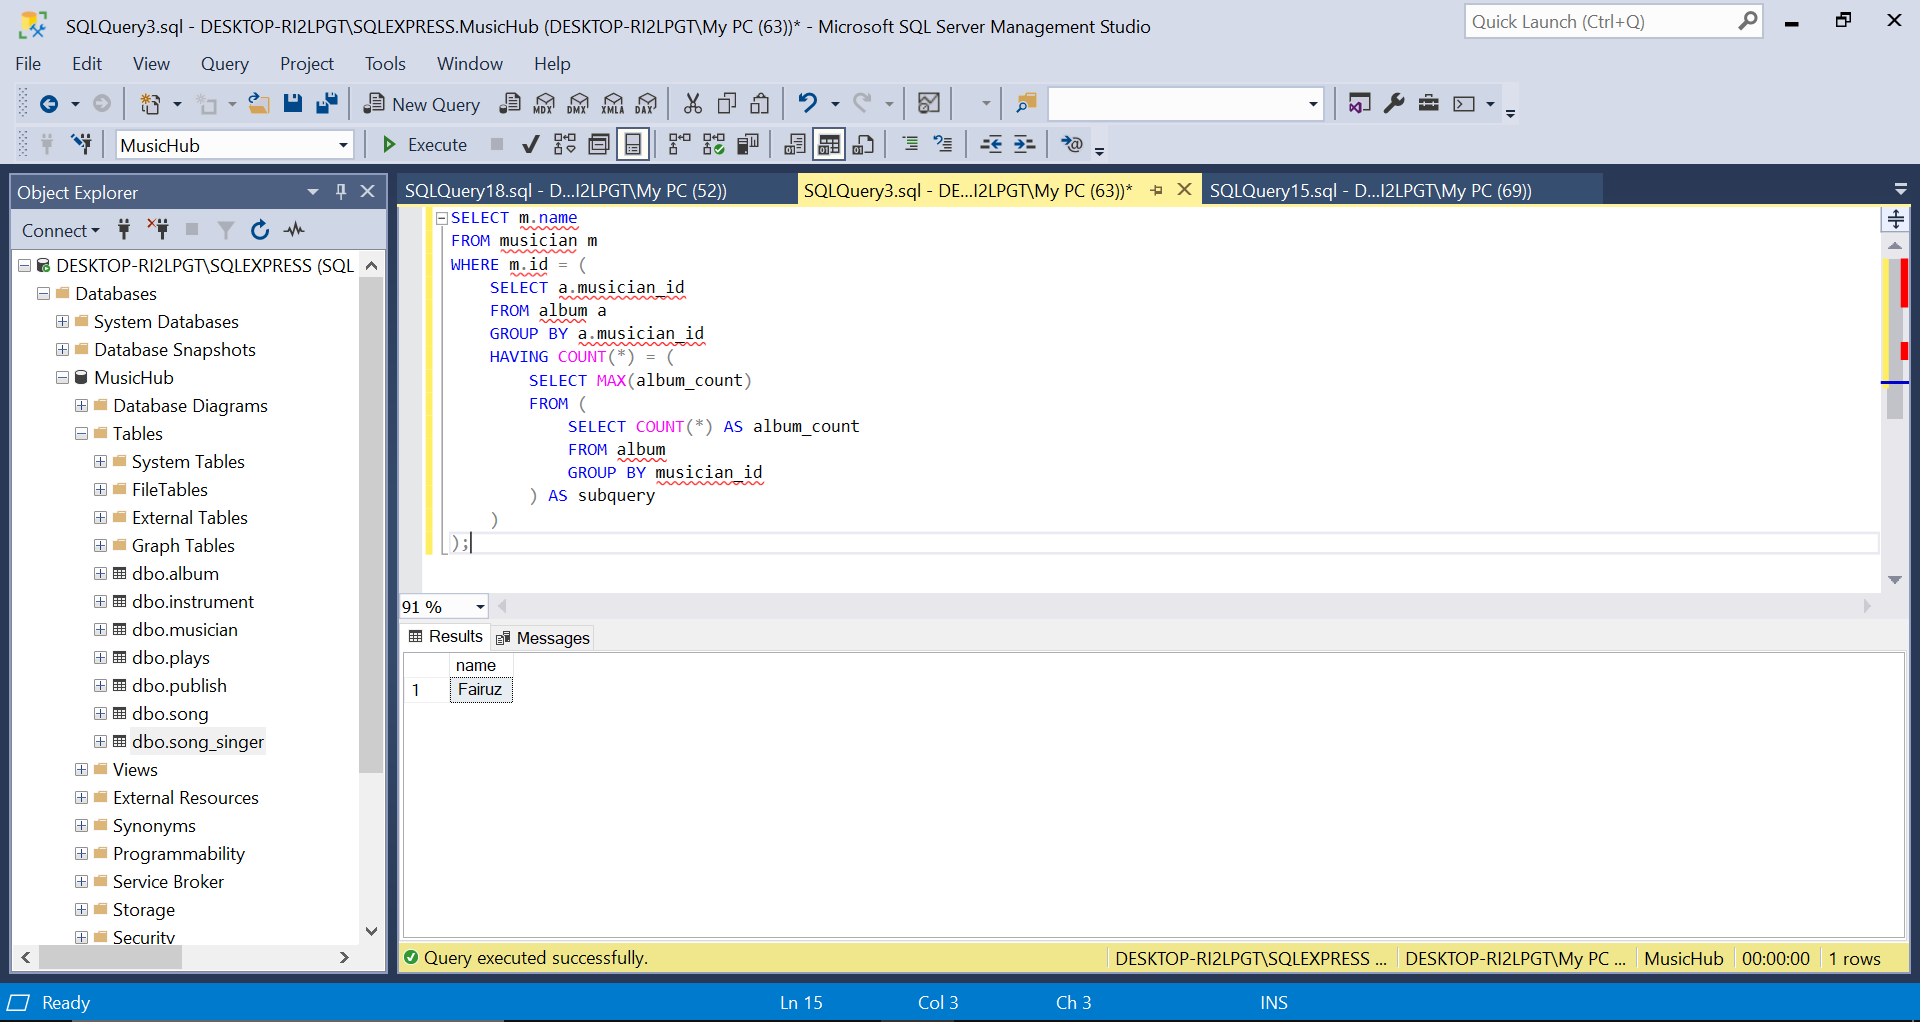 SQLQuery3.sql - DESKTOP-RI2LPGT\SQLEXPRESS.MusicHub (DESKTOP-RI2LPGT\My PC (63))* - Microsoft SQL Server Management Studio
Quick Launch (Ctrl+Q)
File Edit View Query Project Tools Window Help
New Query MDX DMX XMLA DAX
MusicHub Execute
Object Explorer
Connect
DESKTOP-RI2LPGT\SQLEXPRESS (SQL
Databases
System Databases
Database Snapshots
MusicHub
Database Diagrams
Tables
System Tables
FileTables
External Tables
Graph Tables
dbo.album
dbo.instrument
dbo.musician
dbo.plays
dbo.publish
dbo.song
dbo.song_singer
Views
External Resources
Synonyms
Programmability
Service Broker
Storage
Security
SQLQuery18.sql - D...I2LPGT\My PC (52)) SQLQuery3.sql - DE...I2LPGT\My PC (63))* SQLQuery15.sql - D...I2LPGT\My PC (69))
SELECT m.name
FROM musician m
WHERE m.id = (
SELECT a.musician_id
FROM album a
GROUP BY a.musician_id
HAVING COUNT(*) = (
SELECT MAX(album_count)
FROM (
SELECT COUNT(*) AS album_count
FROM album
GROUP BY musician_id
) AS subquery
)
);
91 %
Results Messages
name
1 Fairuz
Query executed successfully. DESKTOP-RI2LPGT\SQLEXPRESS ... DESKTOP-RI2LPGT\My PC ... MusicHub 00:00:00 1 rows
Ready Ln 15 Col 3 Ch 3 INS